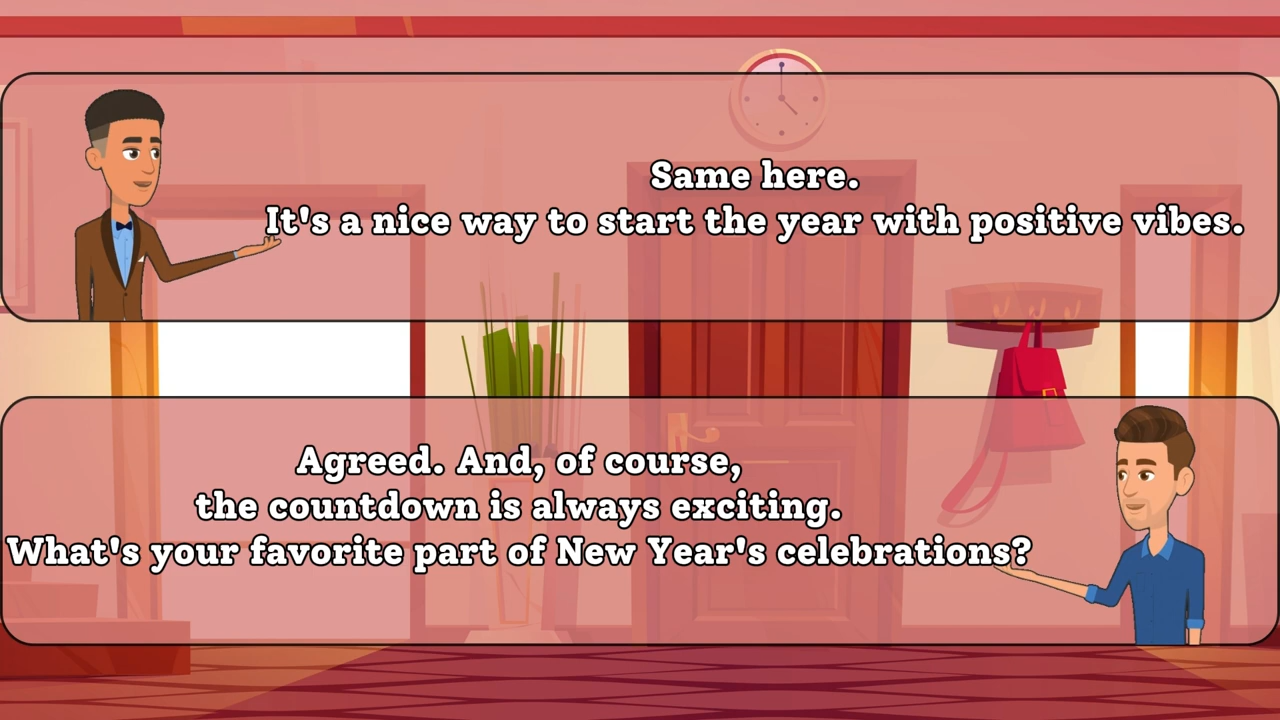 Same here.
It's a nice way to start the year with positive vibes.
Agreed. And, of course,
the countdown is always exciting.
What's your favorite part of New Year's celebrations?